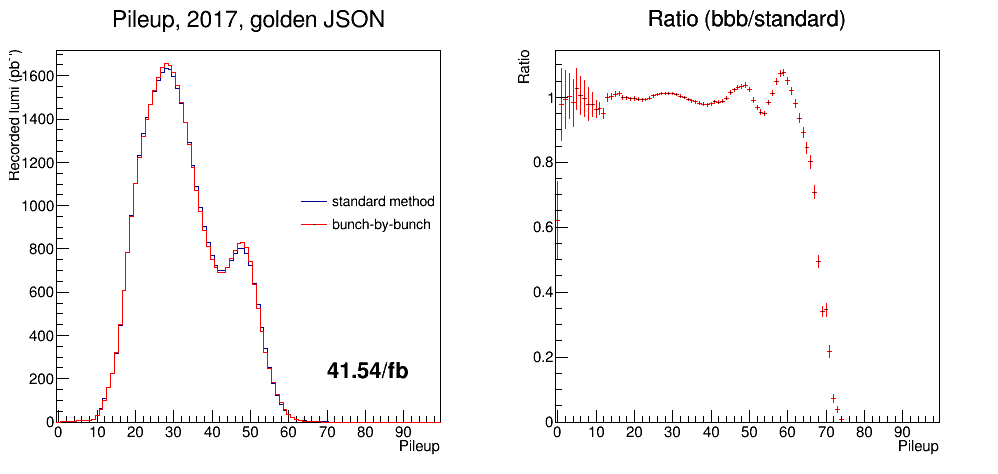 Pileup, 2017, golden JSON
Recorded lumi (pb⁻¹)
1600
1400
1200
1000
800
600
400
200
0
standard method
bunch-by-bunch
41.54/fb
0 10 20 30 40 50 60 70 80 90
Pileup
Ratio (bbb/standard)
Ratio
1
0.8
0.6
0.4
0.2
0
0 10 20 30 40 50 60 70 80 90
Pileup